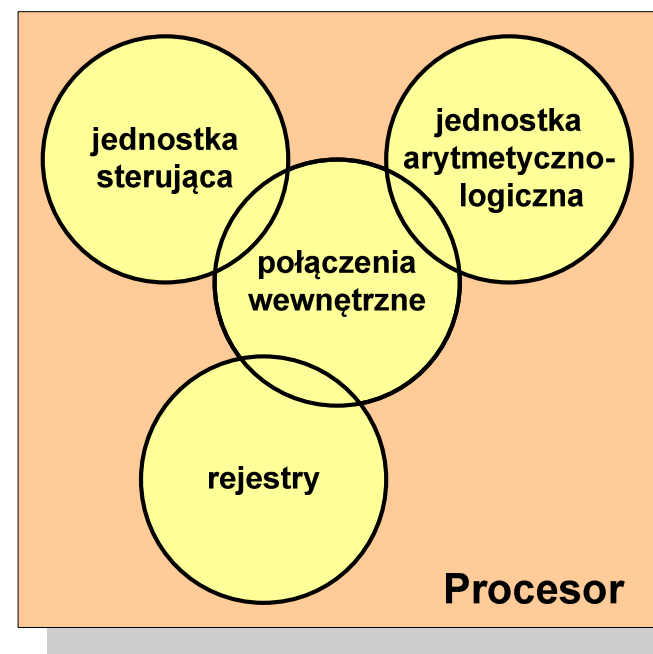 jednostka
sterująca
jednostka
arytmetyczno-
logiczna
połączenia
wewnętrzne
rejestry
Procesor